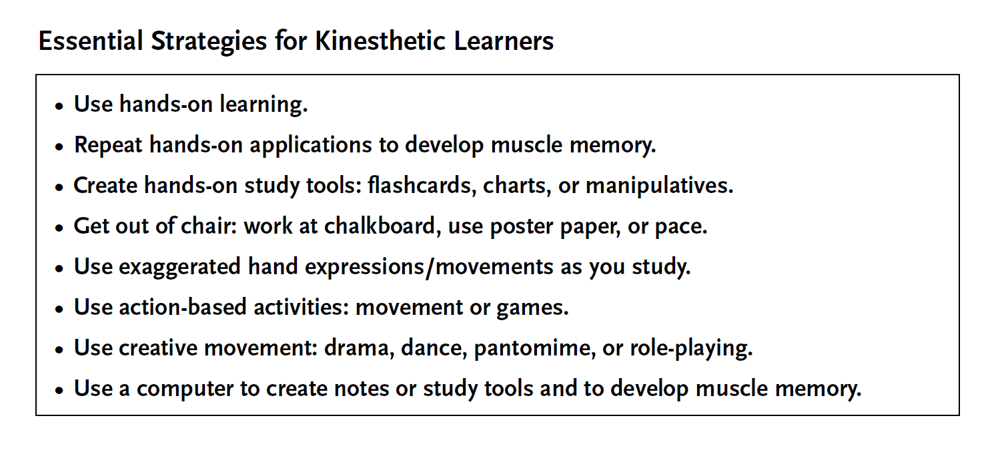 Essential Strategies for Kinesthetic Learners
• Use hands-on learning.
• Repeat hands-on applications to develop muscle memory.
• Create hands-on study tools: flashcards, charts, or manipulatives.
• Get out of chair: work at chalkboard, use poster paper, or pace.
• Use exaggerated hand expressions/movements as you study.
• Use action-based activities: movement or games.
• Use creative movement: drama, dance, pantomime, or role-playing.
• Use a computer to create notes or study tools and to develop muscle memory.